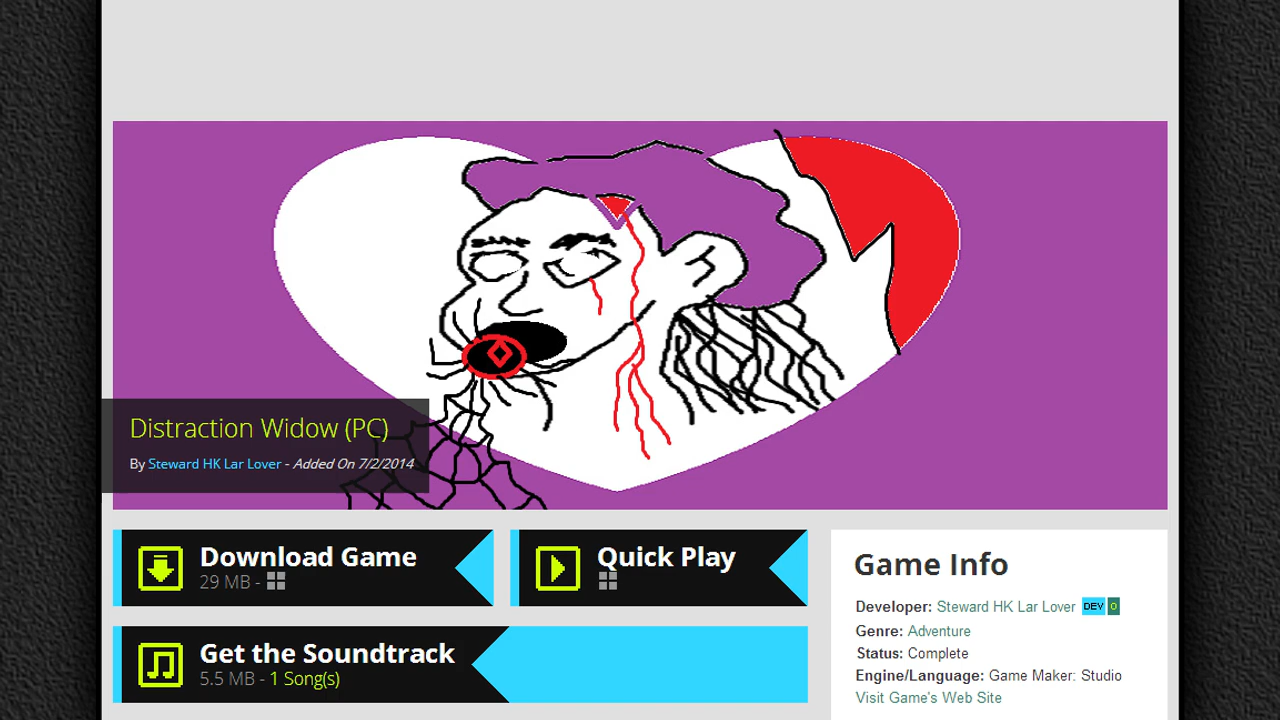 Distraction Widow (PC)
By Steward HK Lar Lover - Added On 7/2/2014
Download Game
29 MB -
Quick Play
Get the Soundtrack
5.5 MB - 1 Song(s)
Game Info
Developer: Steward HK Lar Lover DEV 0
Genre: Adventure
Status: Complete
Engine/Language: Game Maker: Studio
Visit Game's Web Site